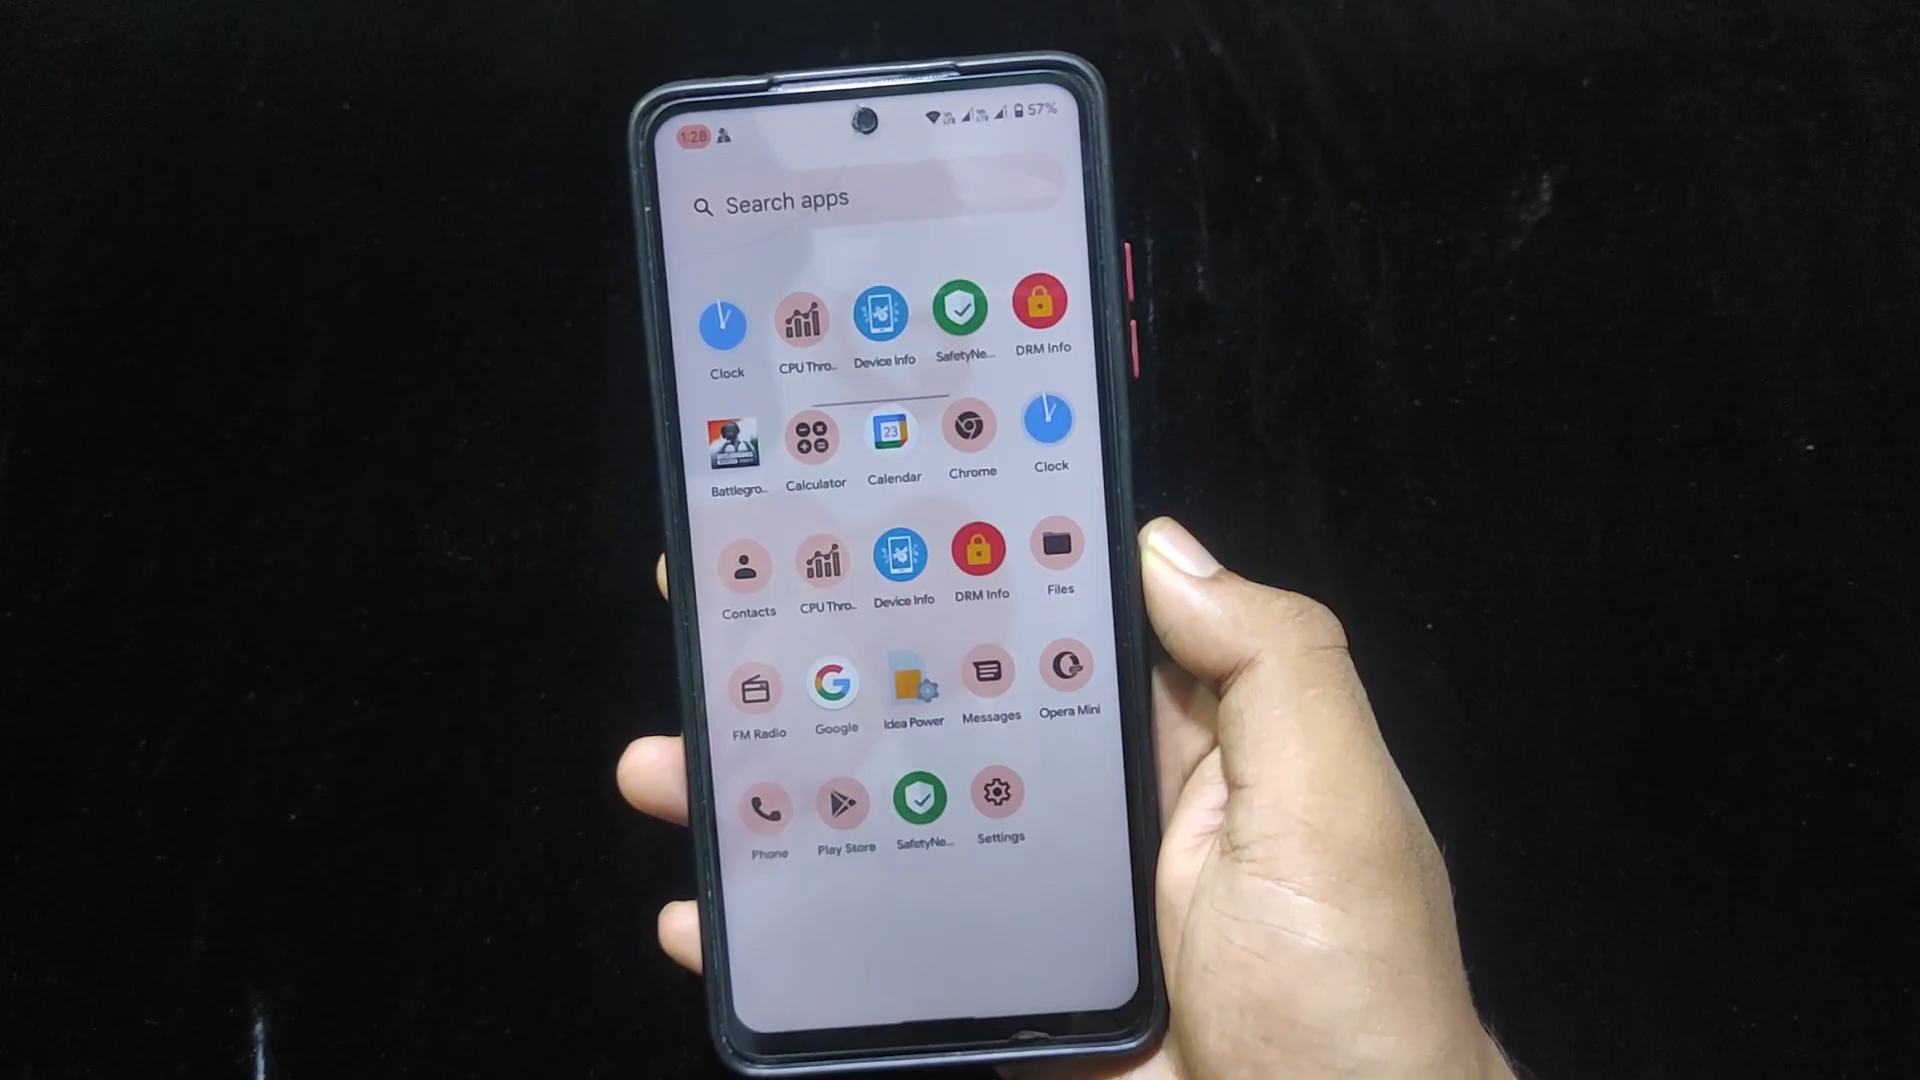 1:28 57%
Search apps
Clock CPU Thro... Device Info SafetyNe... DRM Info
23
Battlegro... Calculator Calendar Chrome Clock
Contacts CPU Thro... Device Info DRM Info Files
FM Radio Google Idea Power Messages Opera Mini
Phone Play Store SafetyNe... Settings